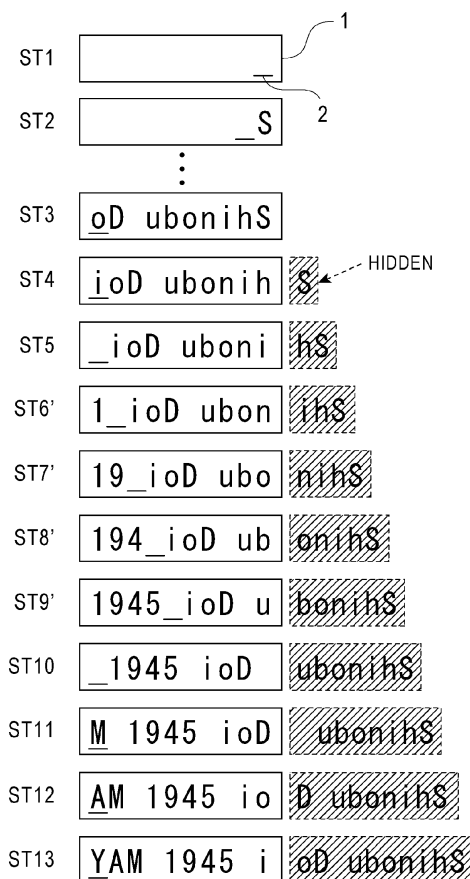 1
ST1 _
2
ST2 _S
ST3 oD ubonihS
ST4 ioD ubonih S HIDDEN
ST5 _ioD uboni hS
ST6' 1_ioD ubon ihS
ST7' 19_ioD ubo nihS
ST8' 194_ioD ub onihS
ST9' 1945_ioD u bonihS
ST10 _1945 ioD ubonihS
ST11 M 1945 ioD ubonihS
ST12 AM 1945 io D ubonihS
ST13 YAM 1945 i oD ubonihS